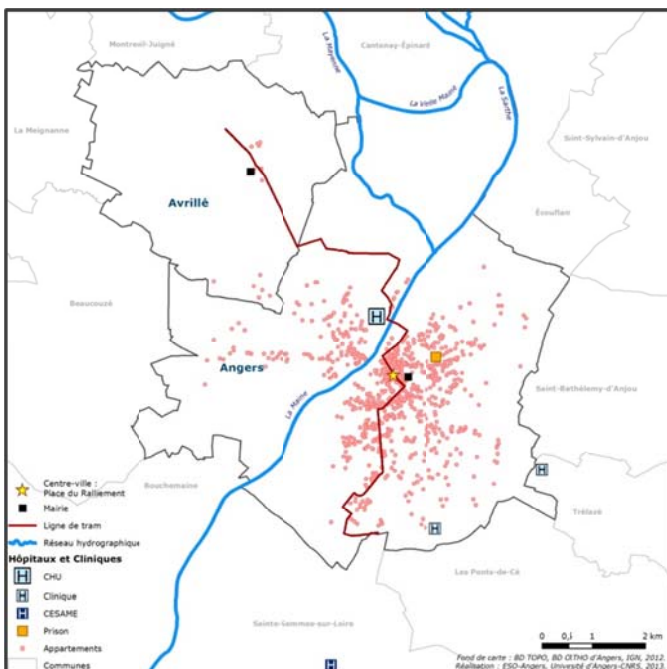 Montreuil-Juigné
La Mayenne
Cantenay-Épinard
La Vieille Maine
La Sarthe
La Meignanne
Saint-Sylvain-d'Anjou
Avrillé
Écouflant
Beaucouzé
Angers
La Maine
Saint-Barthélemy-d'Anjou
Bouchemaine
Trélazé
Les Ponts-de-Cé
Sainte-Gemmes-sur-Loire
Centre-ville :
Place du Ralliement
Mairie
Ligne de tram
Réseau hydrographique
Hôpitaux et Cliniques
H CHU
H Clinique
H CESAME
Prison
Appartements
Communes
0 0,5 1 2 km
Fond de carte : BD TOPO, BD ORTHO d'Angers, IGN, 2012.
Réalisation : ESO-Angers, Université d'Angers-CNRS, 2013.